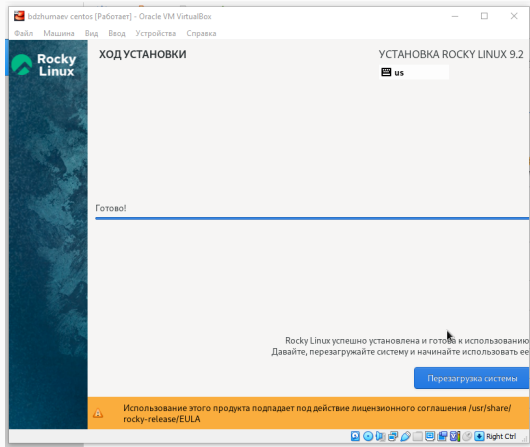 bdzhumaev centos [Работает] - Oracle VM VirtualBox
Файл Машина Вид Ввод Устройства Справка
Rocky Linux
ХОД УСТАНОВКИ
УСТАНОВКА ROCKY LINUX 9.2
us
Готово!
Rocky Linux успешно установлена и готова к использованию
Давайте, перезагружайте систему и начинайте использовать ее
Перезагрузка системы
Использование этого продукта подпадает под действие лицензионного соглашения /usr/share/
rocky-release/EULA
Right Ctrl